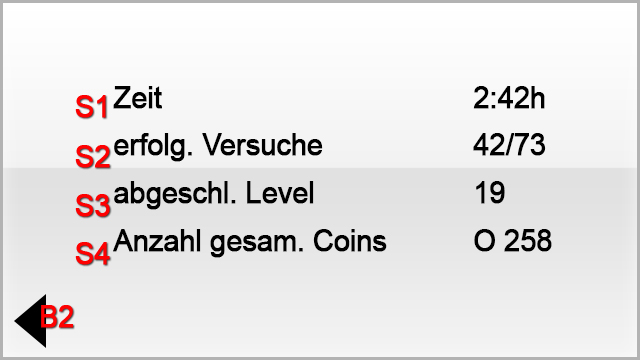 S1 Zeit 2:42h
S2 erfolg. Versuche 42/73
S3 abgeschl. Level 19
S4 Anzahl gesam. Coins O 258
B2